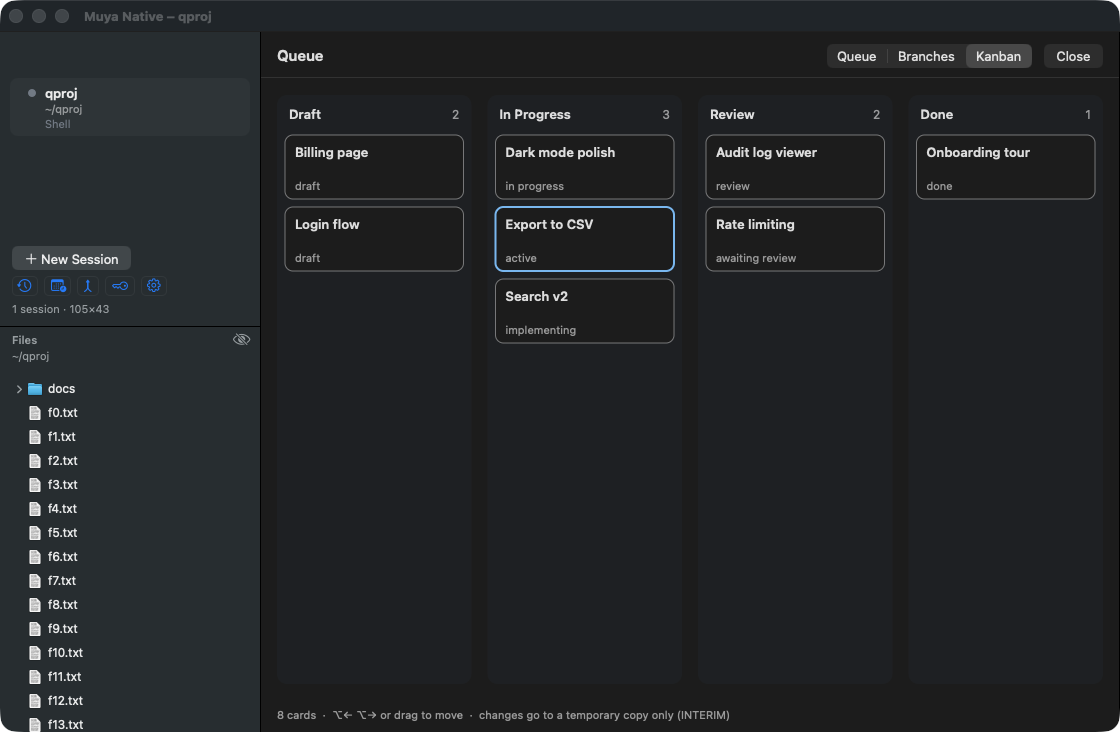 Muya Native – qproj
qproj
~/qproj
Shell
+ New Session
1 session · 105×43
Files
~/qproj
docs
f0.txt
f1.txt
f2.txt
f3.txt
f4.txt
f5.txt
f6.txt
f7.txt
f8.txt
f9.txt
f10.txt
f11.txt
f12.txt
f13.txt
Queue
Queue Branches Kanban Close
Draft 2
Billing page
draft
Login flow
draft
In Progress 3
Dark mode polish
in progress
Export to CSV
active
Search v2
implementing
Review 2
Audit log viewer
review
Rate limiting
awaiting review
Done 1
Onboarding tour
done
8 cards · ⌥← ⌥→ or drag to move · changes go to a temporary copy only (INTERIM)